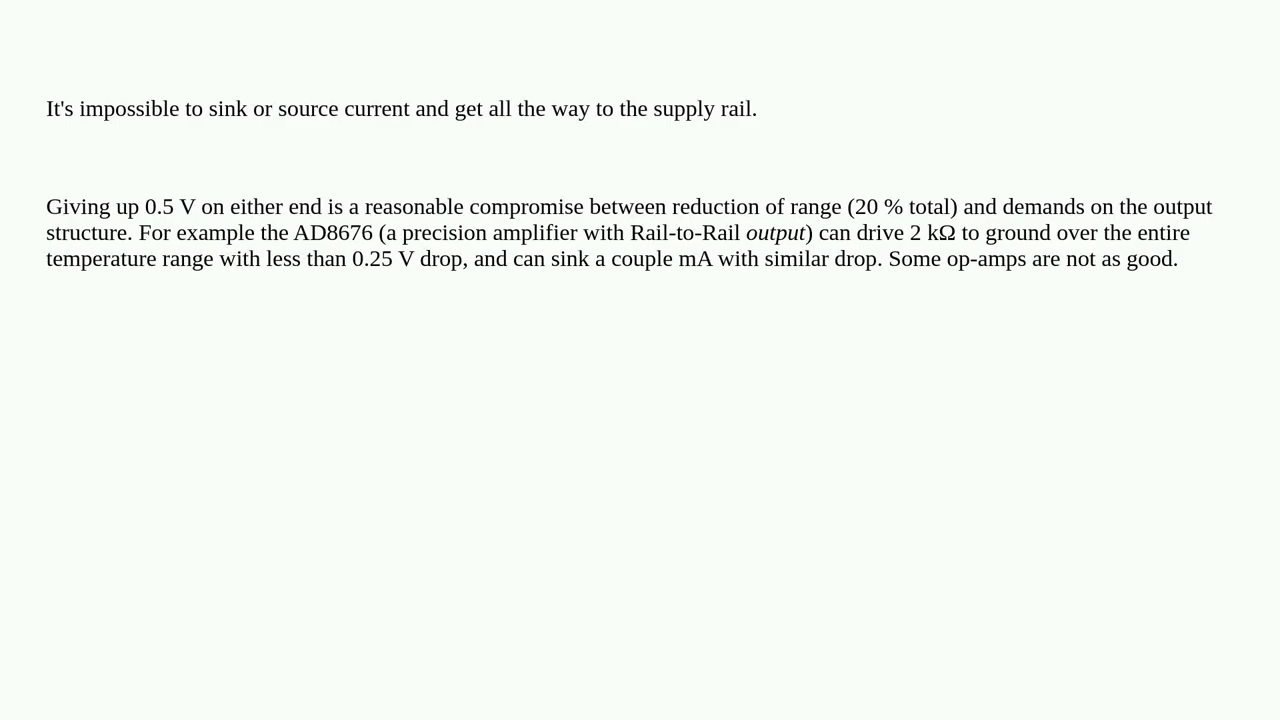 It's impossible to sink or source current and get all the way to the supply rail.
Giving up 0.5 V on either end is a reasonable compromise between reduction of range (20 % total) and demands on the output
structure. For example the AD8676 (a precision amplifier with Rail-to-Rail output) can drive 2 kΩ to ground over the entire
temperature range with less than 0.25 V drop, and can sink a couple mA with similar drop. Some op-amps are not as good.